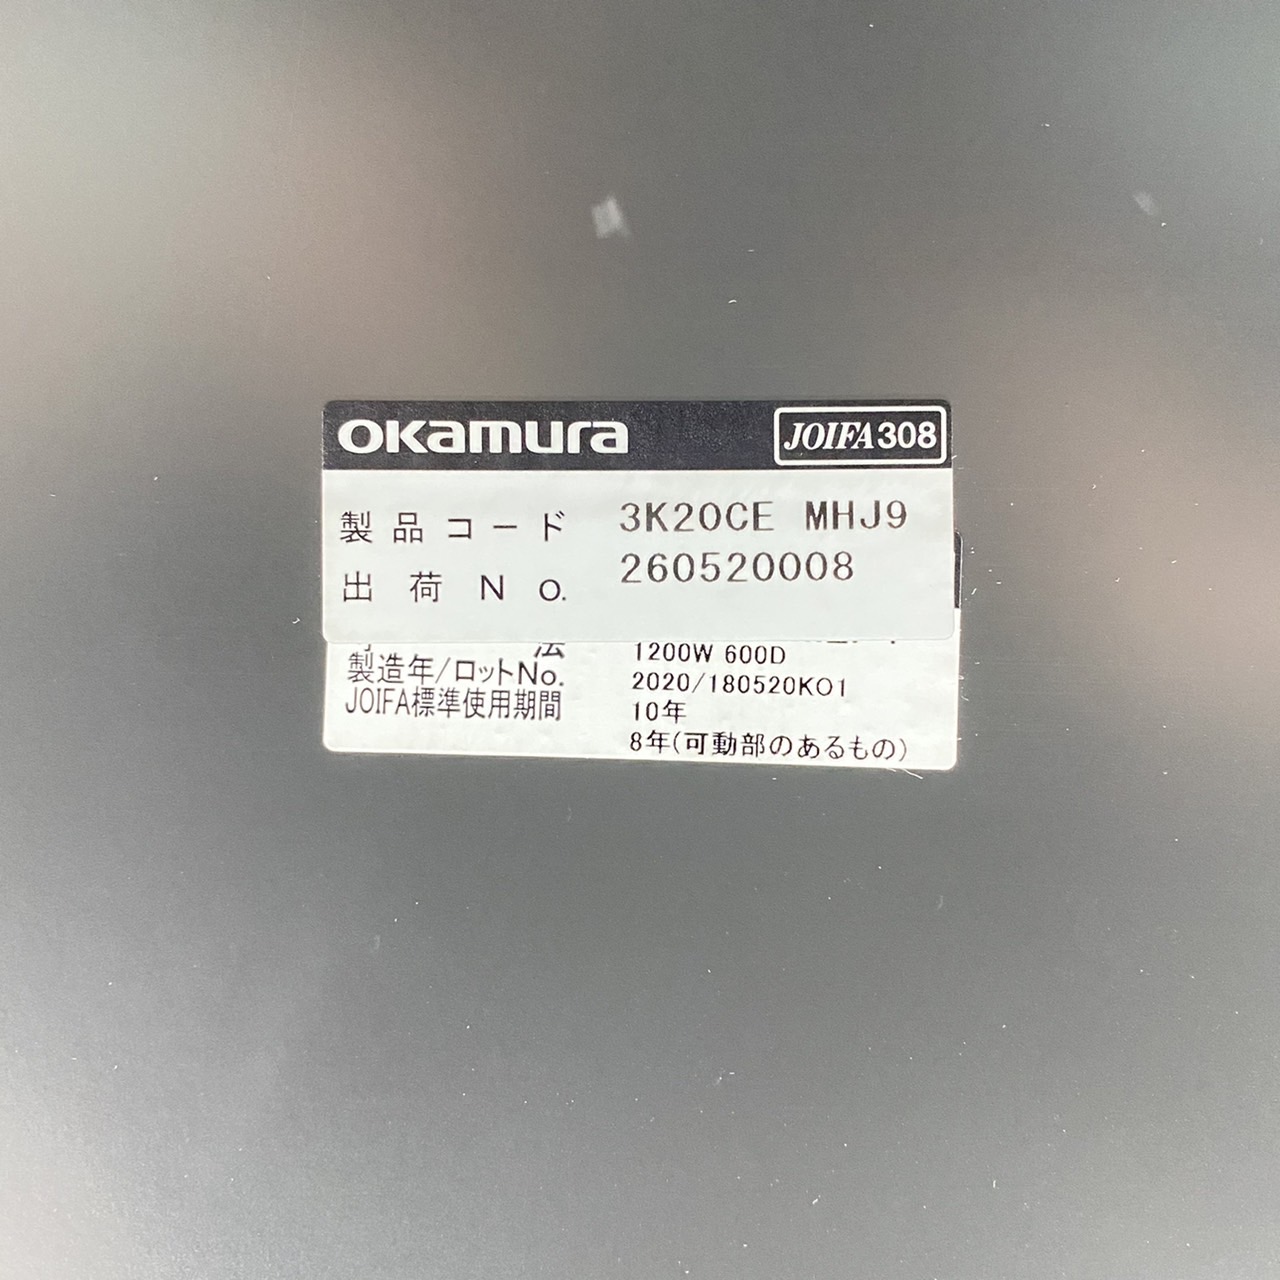 okamura JOIFA308
製品コード 3K20CE MHJ9
出荷No. 260520008
法 1200W 600D
製造年/ロットNo. 2020/180520K01
JOIFA標準使用期間 10年
8年(可動部のあるもの)